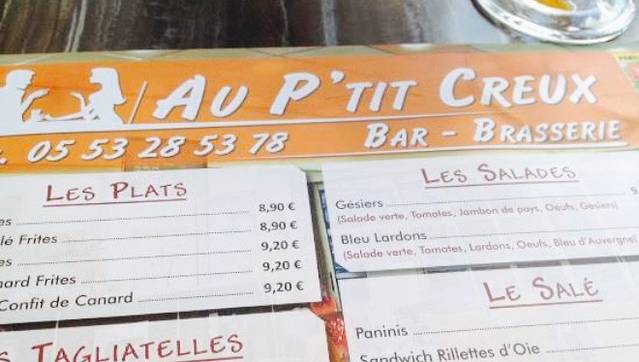 AU P'TIT CREUX
05 53 28 53 78
BAR - BRASSERIE
LES PLATS
8,90 €
Frites 8,90 €
9,20 €
Frites 9,20 €
Confit de Canard 9,20 €
TAGLIATELLES
LES SALADES
Gésiers
(Salade verte, Tomates, Jambon de pays, Oeufs, Gésiers)
Bleu Lardons
(Salade verte, Tomates, Lardons, Oeufs, Bleu d'Auvergne)
LE SALÉ
Paninis
Sandwich Rillettes d'Oie